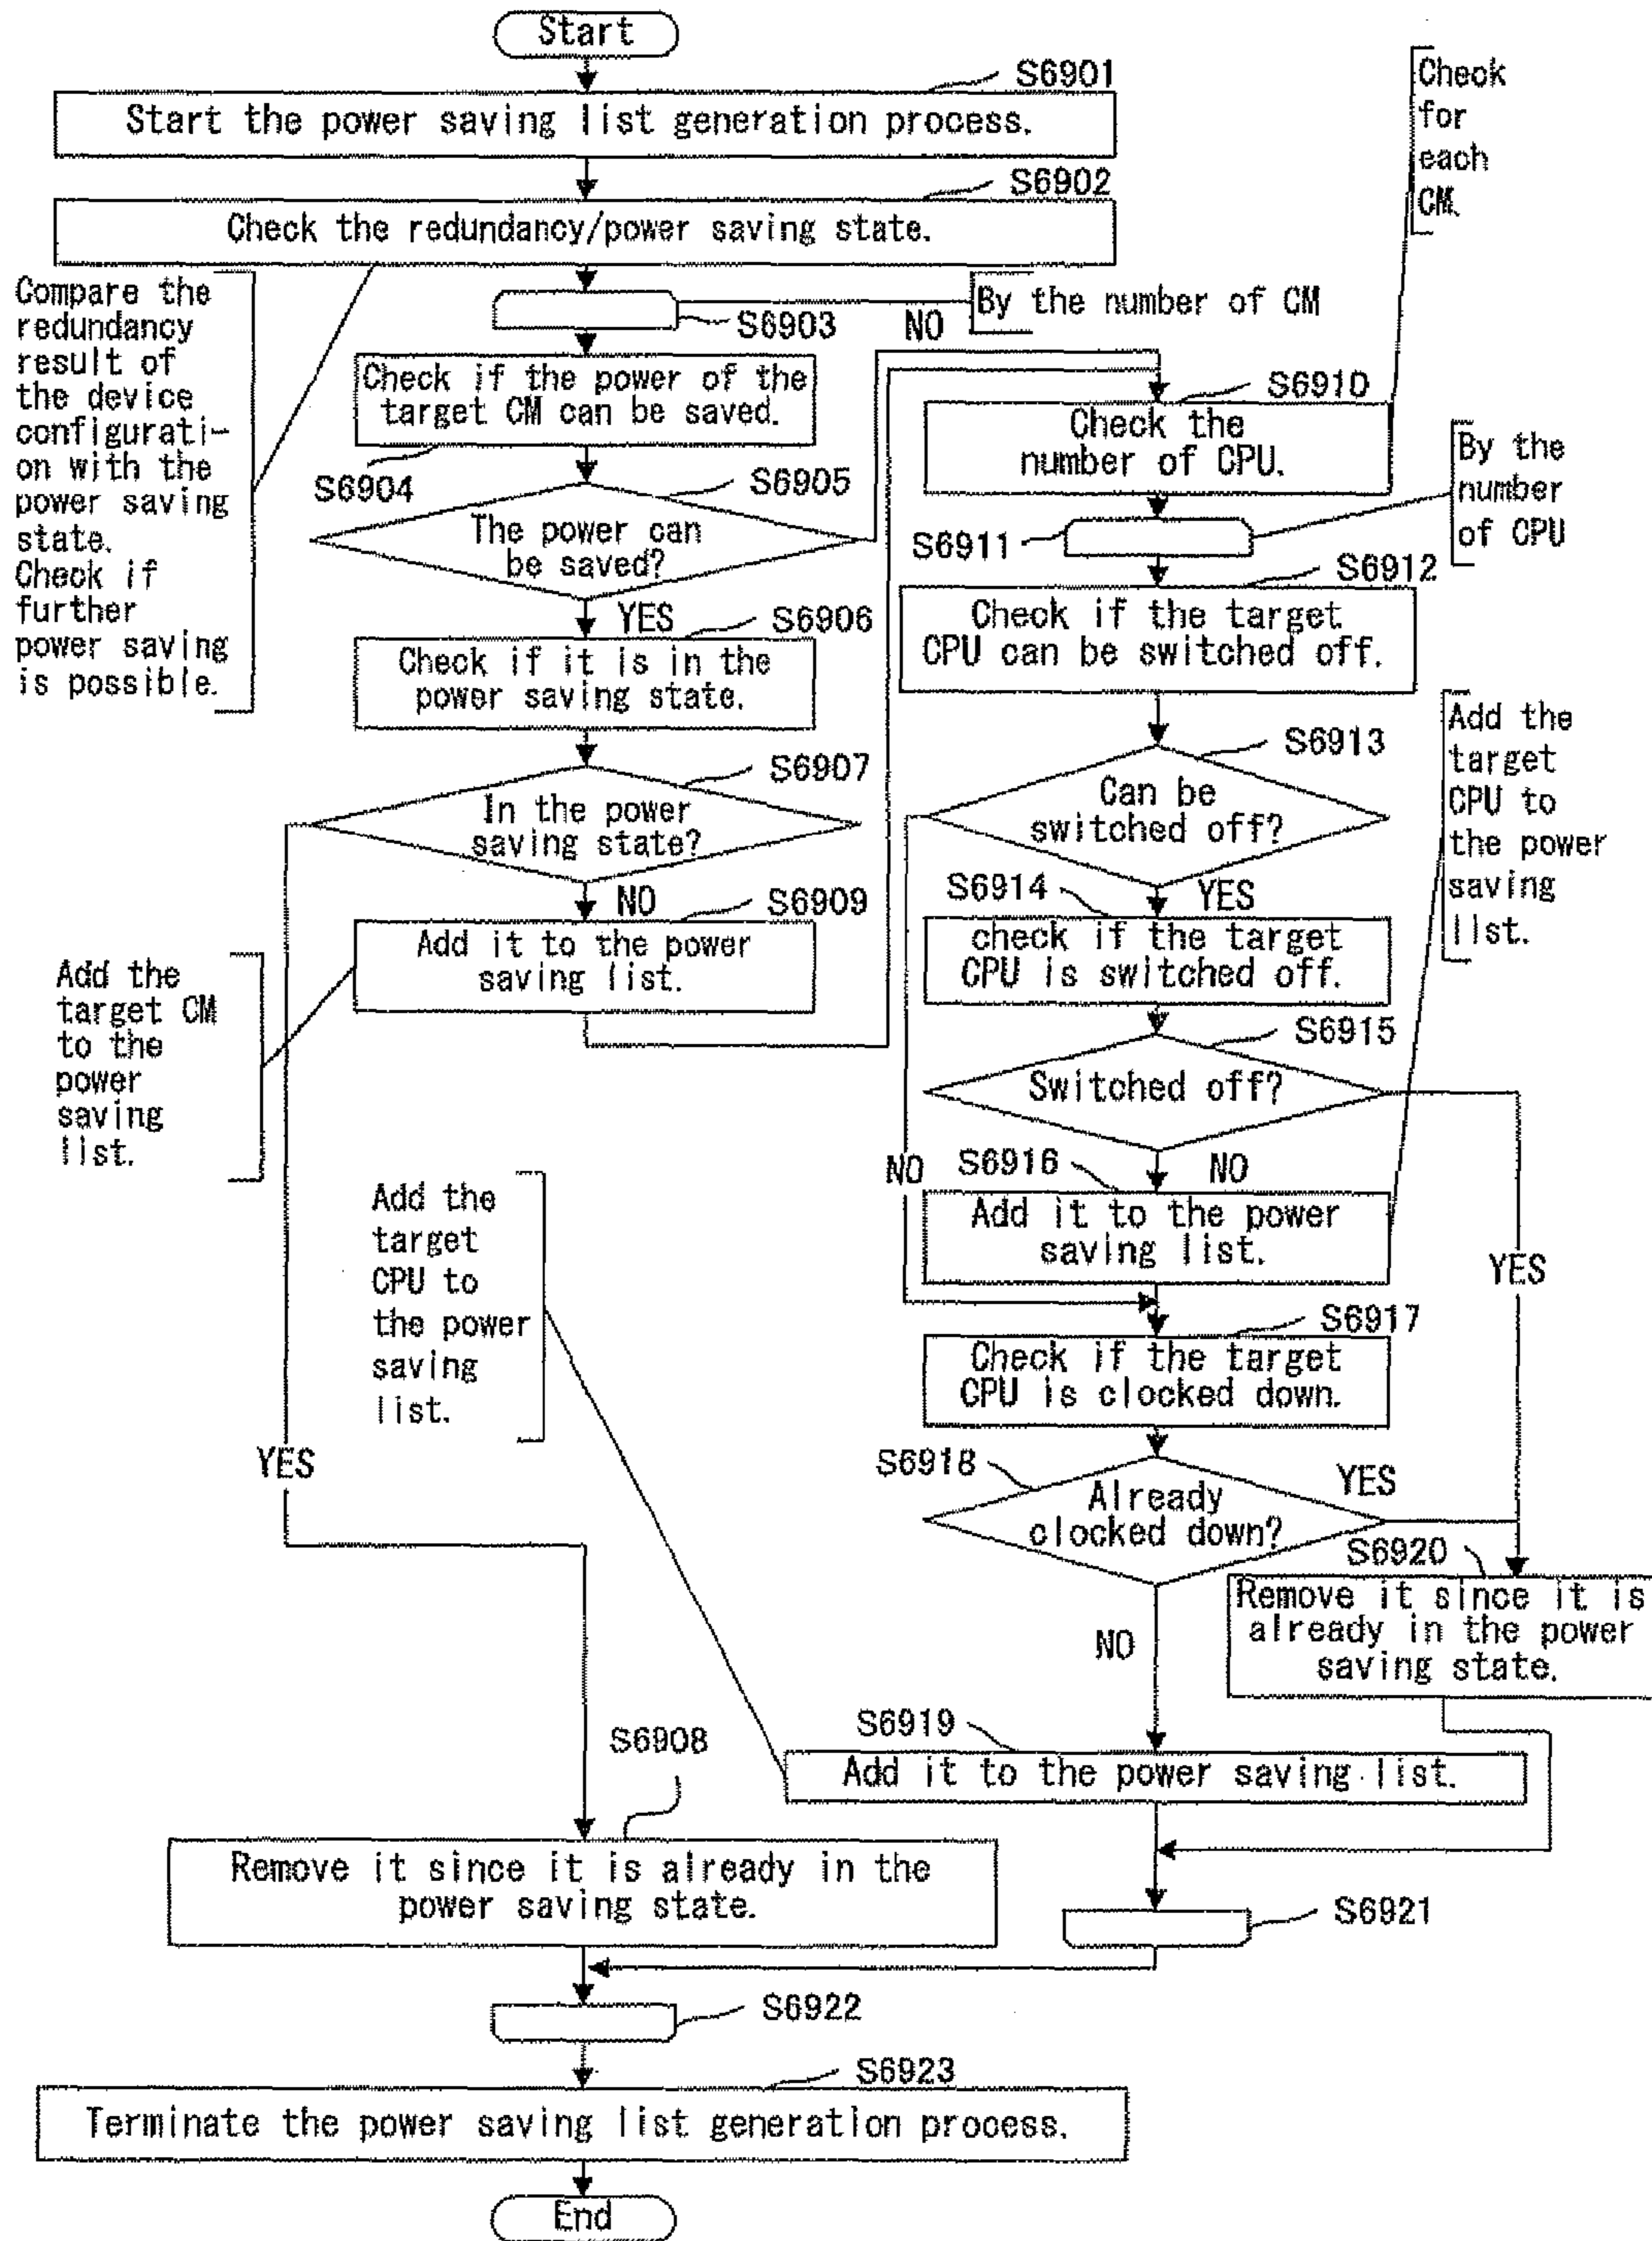 Start
S6901
Start the power saving list generation process.
S6902
Check the redundancy/power saving state.
Check
for
each
CM.
Compare the
redundancy
result of
the device
configurati-
on with the
power saving
state.
Check if
further
power saving
is possible.
By the number of CM
S6903
NO
Check if the power of the
target CM can be saved.
S6904
S6905
The power can
be saved?
YES
S6906
Check if it is in the
power saving state.
S6907
In the power
saving state?
NO
S6909
Add it to the power
saving list.
Add the
target CM
to the
power
saving
list.
YES
S6910
Check the
number of CPU.
By the
number
of CPU
S6911
S6912
Check if the target
CPU can be switched off.
S6913
Can be
switched off?
Add the
target
CPU to
the power
saving
list.
S6914
YES
check if the target
CPU is switched off.
S6915
Switched off?
NO
S6916
NO
Add it to the power
saving list.
YES
S6917
Check if the target
CPU is clocked down.
Add the
target
CPU to
the power
saving
list.
S6918
YES
Already
clocked down?
S6920
Remove it since it is
already in the power
saving state.
NO
S6919
Add it to the power saving list.
S6908
Remove it since it is already in the
power saving state.
S6921
S6922
S6923
Terminate the power saving list generation process.
End